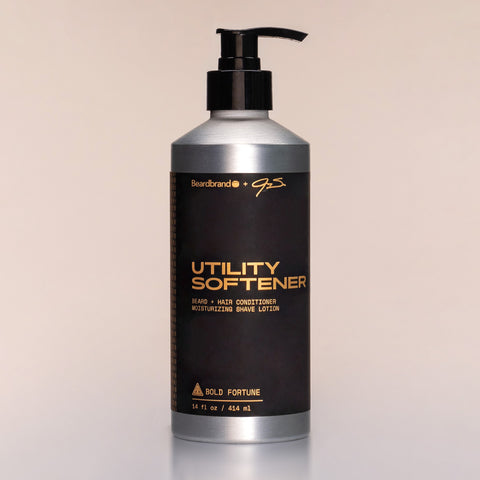 Beardbrand +
UTILITY
SOFTENER
BEARD + HAIR CONDITIONER
MOISTURIZING SHAVE LOTION
BOLD FORTUNE
14 fl oz / 414 ml